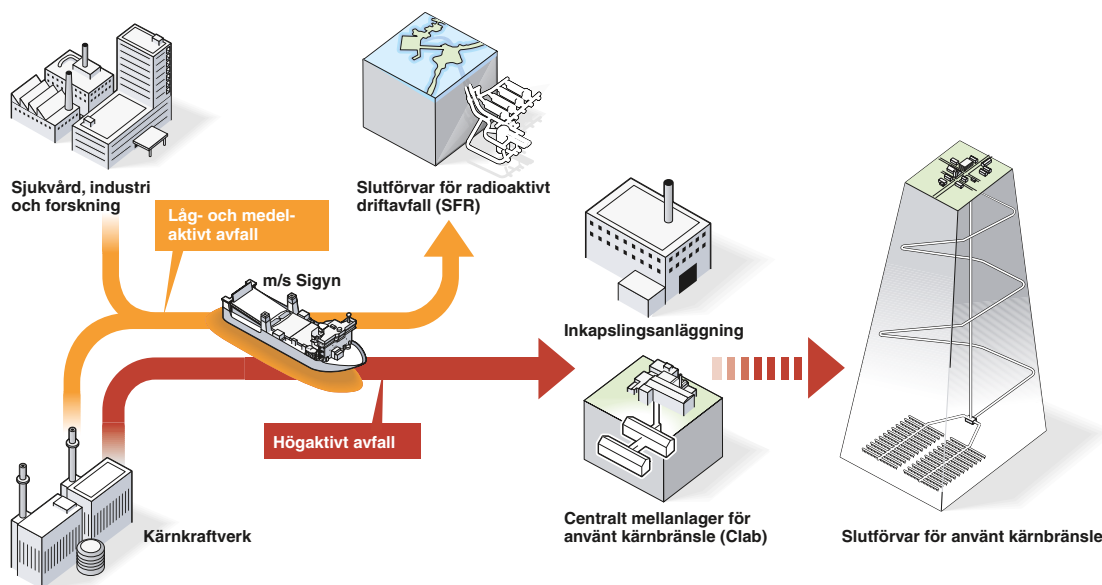 Sjukvård, industri
och forskning
Slutförvar för radioaktivt
driftavfall (SFR)
Låg- och medel-
aktivt avfall
m/s Sigyn
Inkapslingsanläggning
Högaktivt avfall
Kärnkraftverk
Centralt mellanlager för
använt kärnbränsle (Clab)
Slutförvar för använt kärnbränsle